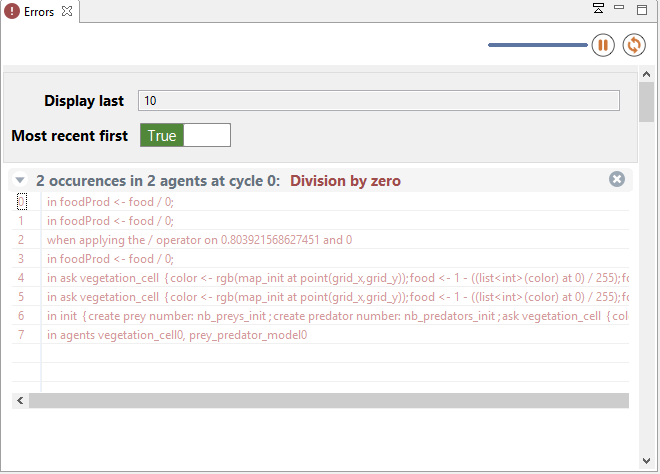 Errors
Display last 10
Most recent first True
2 occurences in 2 agents at cycle 0: Division by zero
0 in foodProd <- food / 0;
1 in foodProd <- food / 0;
2 when applying the / operator on 0.803921568627451 and 0
3 in foodProd <- food / 0;
4 in ask vegetation_cell {color <- rgb(map_init at point(grid_x,grid_y));food <- 1 - ((list<int>(color) at 0) / 255);fo
5 in ask vegetation_cell {color <- rgb(map_init at point(grid_x,grid_y));food <- 1 - ((list<int>(color) at 0) / 255);fo
6 in init {create prey number: nb_preys_init ;create predator number: nb_predators_init ;ask vegetation_cell {colo
7 in agents vegetation_cell0, prey_predator_model0